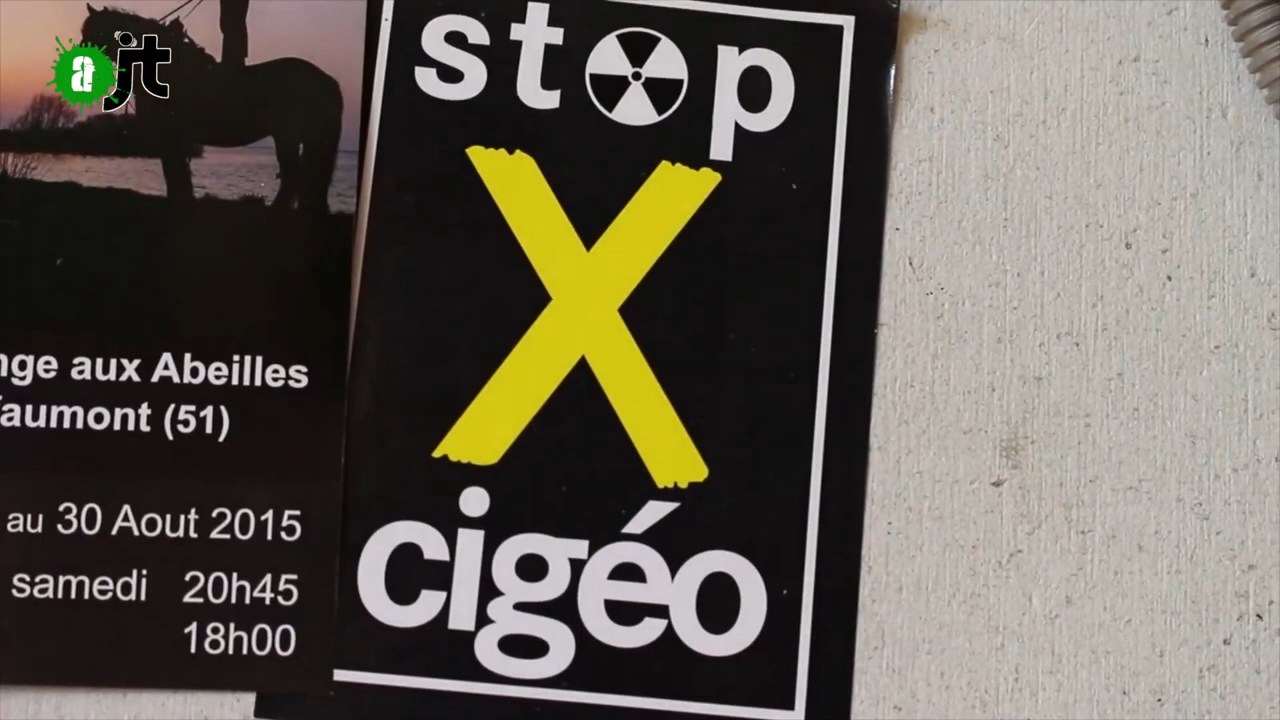 ajt
nge aux Abeilles
aumont (51)
au 30 Aout 2015
samedi 20h45
18h00
stop
X
cigéo